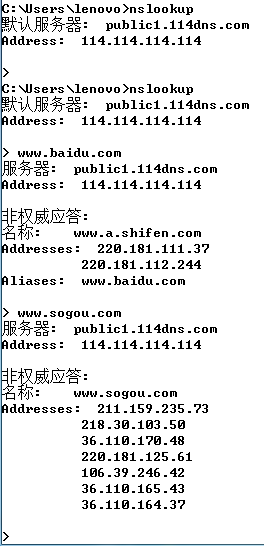 C:\Users\lenovo>nslookup
默认服务器:  public1.114dns.com
Address:  114.114.114.114

>
C:\Users\lenovo>nslookup
默认服务器:  public1.114dns.com
Address:  114.114.114.114

> www.baidu.com
服务器:  public1.114dns.com
Address:  114.114.114.114

非权威应答:
名称:    www.a.shifen.com
Addresses:  220.181.111.37
          220.181.112.244
Aliases:  www.baidu.com

> www.sogou.com
服务器:  public1.114dns.com
Address:  114.114.114.114

非权威应答:
名称:    www.sogou.com
Addresses:  211.159.235.73
          218.30.103.50
          36.110.170.48
          220.181.125.61
          106.39.246.42
          36.110.165.43
          36.110.164.37

>